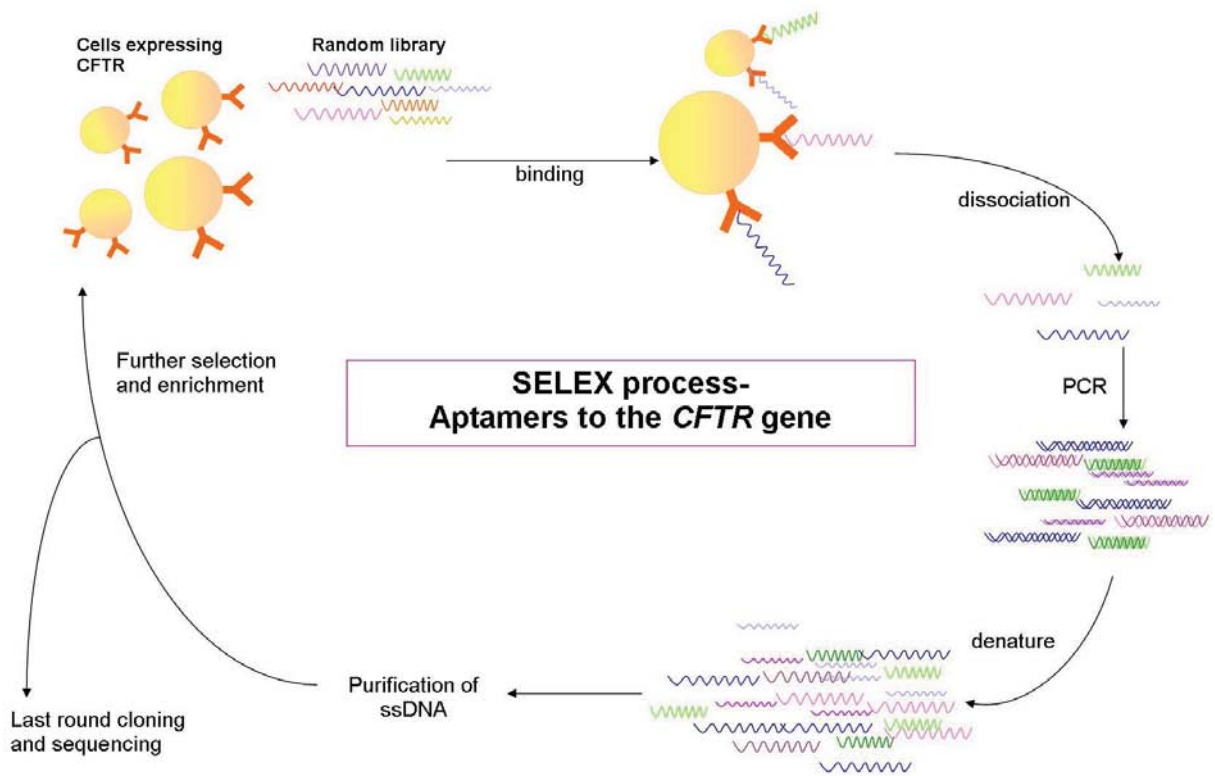 Cells expressing
CFTR
Random library
binding
dissociation
PCR
denature
Purification of
ssDNA
Further selection
and enrichment
Last round cloning
and sequencing
SELEX process-
Aptamers to the CFTR gene